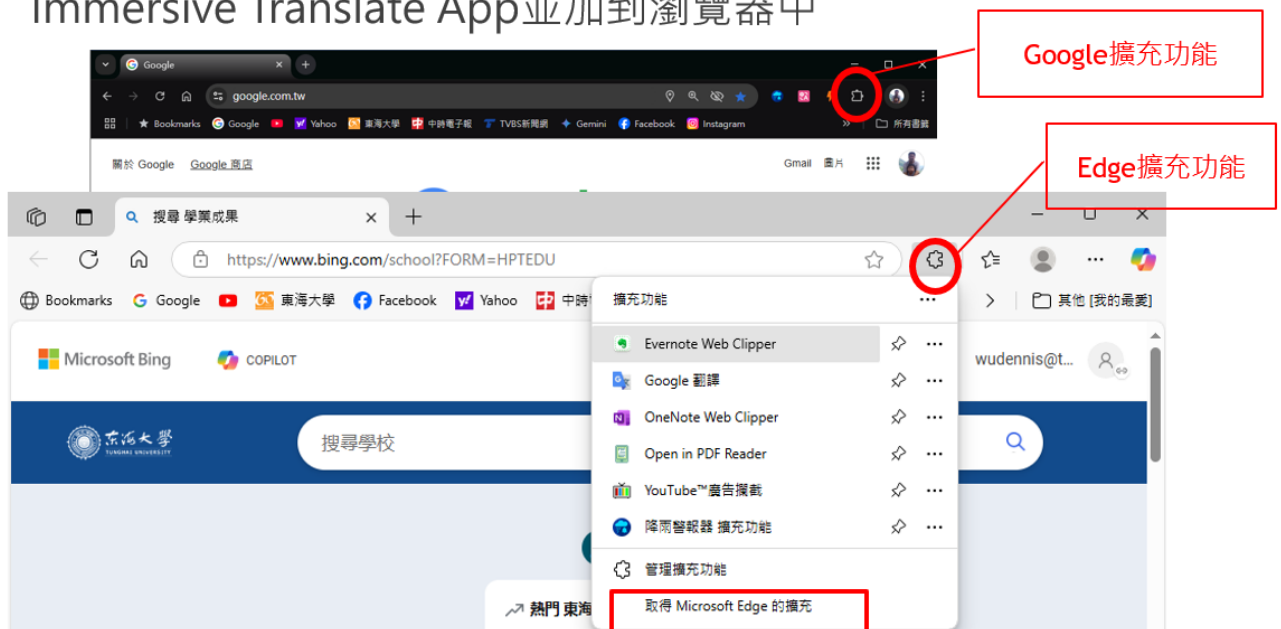 Immersive Translate App並加到瀏覽器中
Google擴充功能
Google
google.com.tw
Bookmarks Google Yahoo 東海大學 中時電子報 TVBS新聞網 Gemini Facebook Instagram » 所有書籤
關於 Google Google 商店 Gmail 圖片
Edge擴充功能
搜尋 學業成果
https://www.bing.com/school?FORM=HPTEDU
Bookmarks Google 東海大學 Facebook Yahoo 中時 其他 [我的最愛]
擴充功能
Microsoft Bing COPILOT wudennis@t...
Evernote Web Clipper
Google 翻譯
OneNote Web Clipper
東海大學
TUNGHAI UNIVERSITY
搜尋學校
Open in PDF Reader
YouTube™廣告攔截
降雨警報器 擴充功能
管理擴充功能
取得 Microsoft Edge 的擴充
熱門 東海